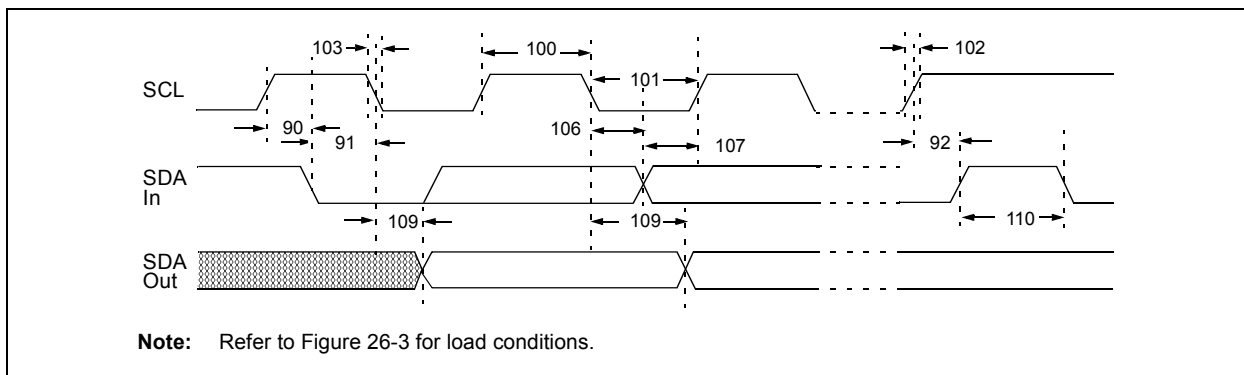 103 100 102
SCL 101
90 91 106 107 92
SDA
In
109 109 110
SDA
Out
Note: Refer to Figure 26-3 for load conditions.